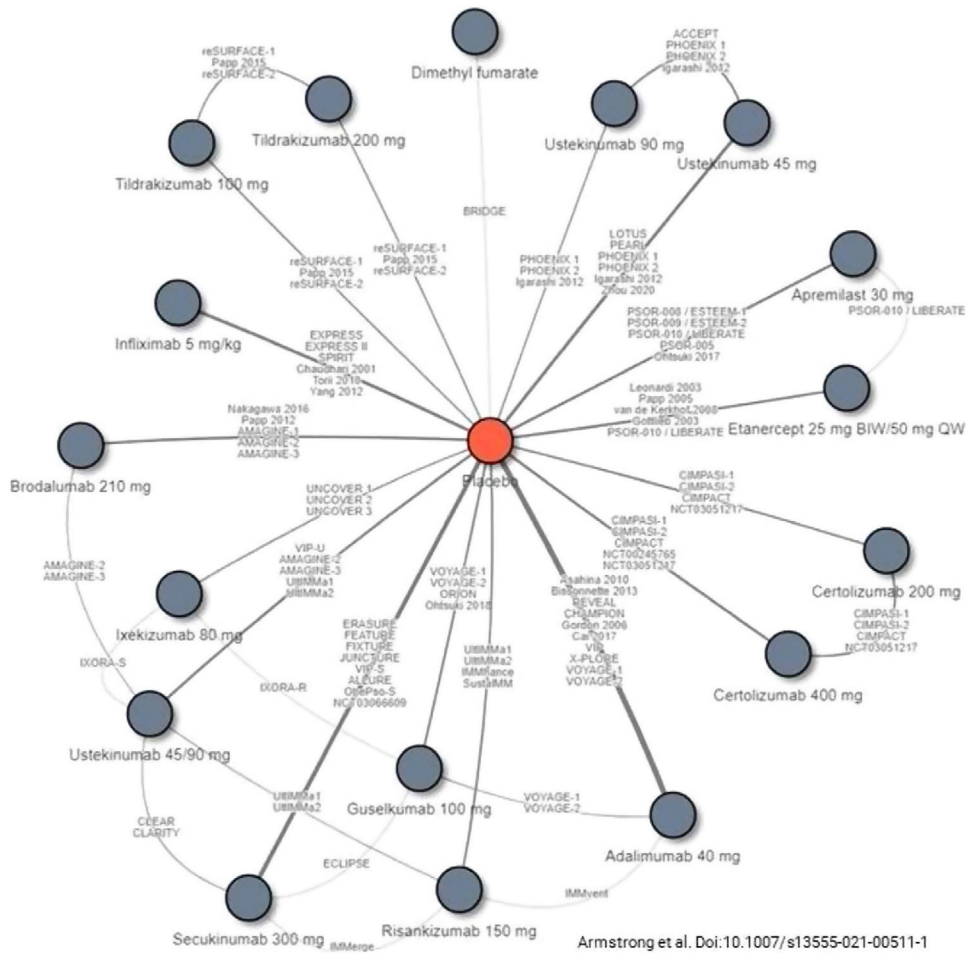 Dimethyl fumarate
reSURFACE-1
Papp 2015
reSURFACE-2
Tildrakizumab 200 mg
Tildrakizumab 100 mg
ACCEPT
PHOENIX 1
PHOENIX 2
Igarashi 2012
Ustekinumab 90 mg
Ustekinumab 45 mg
BRIDGE
reSURFACE-1
Papp 2015
reSURFACE-2
reSURFACE-1
Papp 2015
reSURFACE-2
PHOENIX 1
PHOENIX 2
Igarashi 2012
LOTUS
PEARL
PHOENIX 1
PHOENIX 2
Igarashi 2012
Zhou 2020
Apremilast 30 mg
PSOR-010 / LIBERATE
PSOR-008 / ESTEEM-1
PSOR-009 / ESTEEM-2
PSOR-010 / LIBERATE
PSOR-005
Ohtsuki 2017
Infliximab 5 mg/kg
EXPRESS
EXPRESS II
SPIRIT
Chaudhari 2001
Torii 2010
Yang 2012
Leonardi 2003
Papp 2005
van de Kerkhof 2008
Gottlieb 2003
PSOR-010 / LIBERATE
Etanercept 25 mg BIW/50 mg QW
Nakagawa 2016
Papp 2012
AMAGINE-1
AMAGINE-2
AMAGINE-3
Brodalumab 210 mg
Placebo
UNCOVER 1
UNCOVER 2
UNCOVER 3
CIMPASI-1
CIMPASI-2
CIMPACT
NCT03051217
CIMPASI-1
CIMPASI-2
CIMPACT
NCT00245765
NCT03051217
Certolizumab 200 mg
CIMPASI-1
CIMPASI-2
CIMPACT
NCT03051217
Certolizumab 400 mg
AMAGINE-2
AMAGINE-3
VIP-U
AMAGINE-2
AMAGINE-3
UltIMMa1
UltIMMa2
VOYAGE-1
VOYAGE-2
ORION
Ohtsuki 2018
Asahina 2010
Bissonnette 2013
REVEAL
CHAMPION
Gordon 2006
Cai 2017
VIP
X-PLORE
VOYAGE-1
VOYAGE-2
Ixekizumab 80 mg
IXORA-S
IXORA-R
ERASURE
FEATURE
FIXTURE
JUNCTURE
VIP-S
ALLURE
ObePso-S
NCT03066609
UltIMMa1
UltIMMa2
IMMhance
SustaIMM
Ustekinumab 45/90 mg
Guselkumab 100 mg
UltIMMa1
UltIMMa2
VOYAGE-1
VOYAGE-2
CLEAR
CLARITY
ECLIPSE
Adalimumab 40 mg
IMMvent
Secukinumab 300 mg
IMMerge
Risankizumab 150 mg
Armstrong et al. Doi:10.1007/s13555-021-00511-1